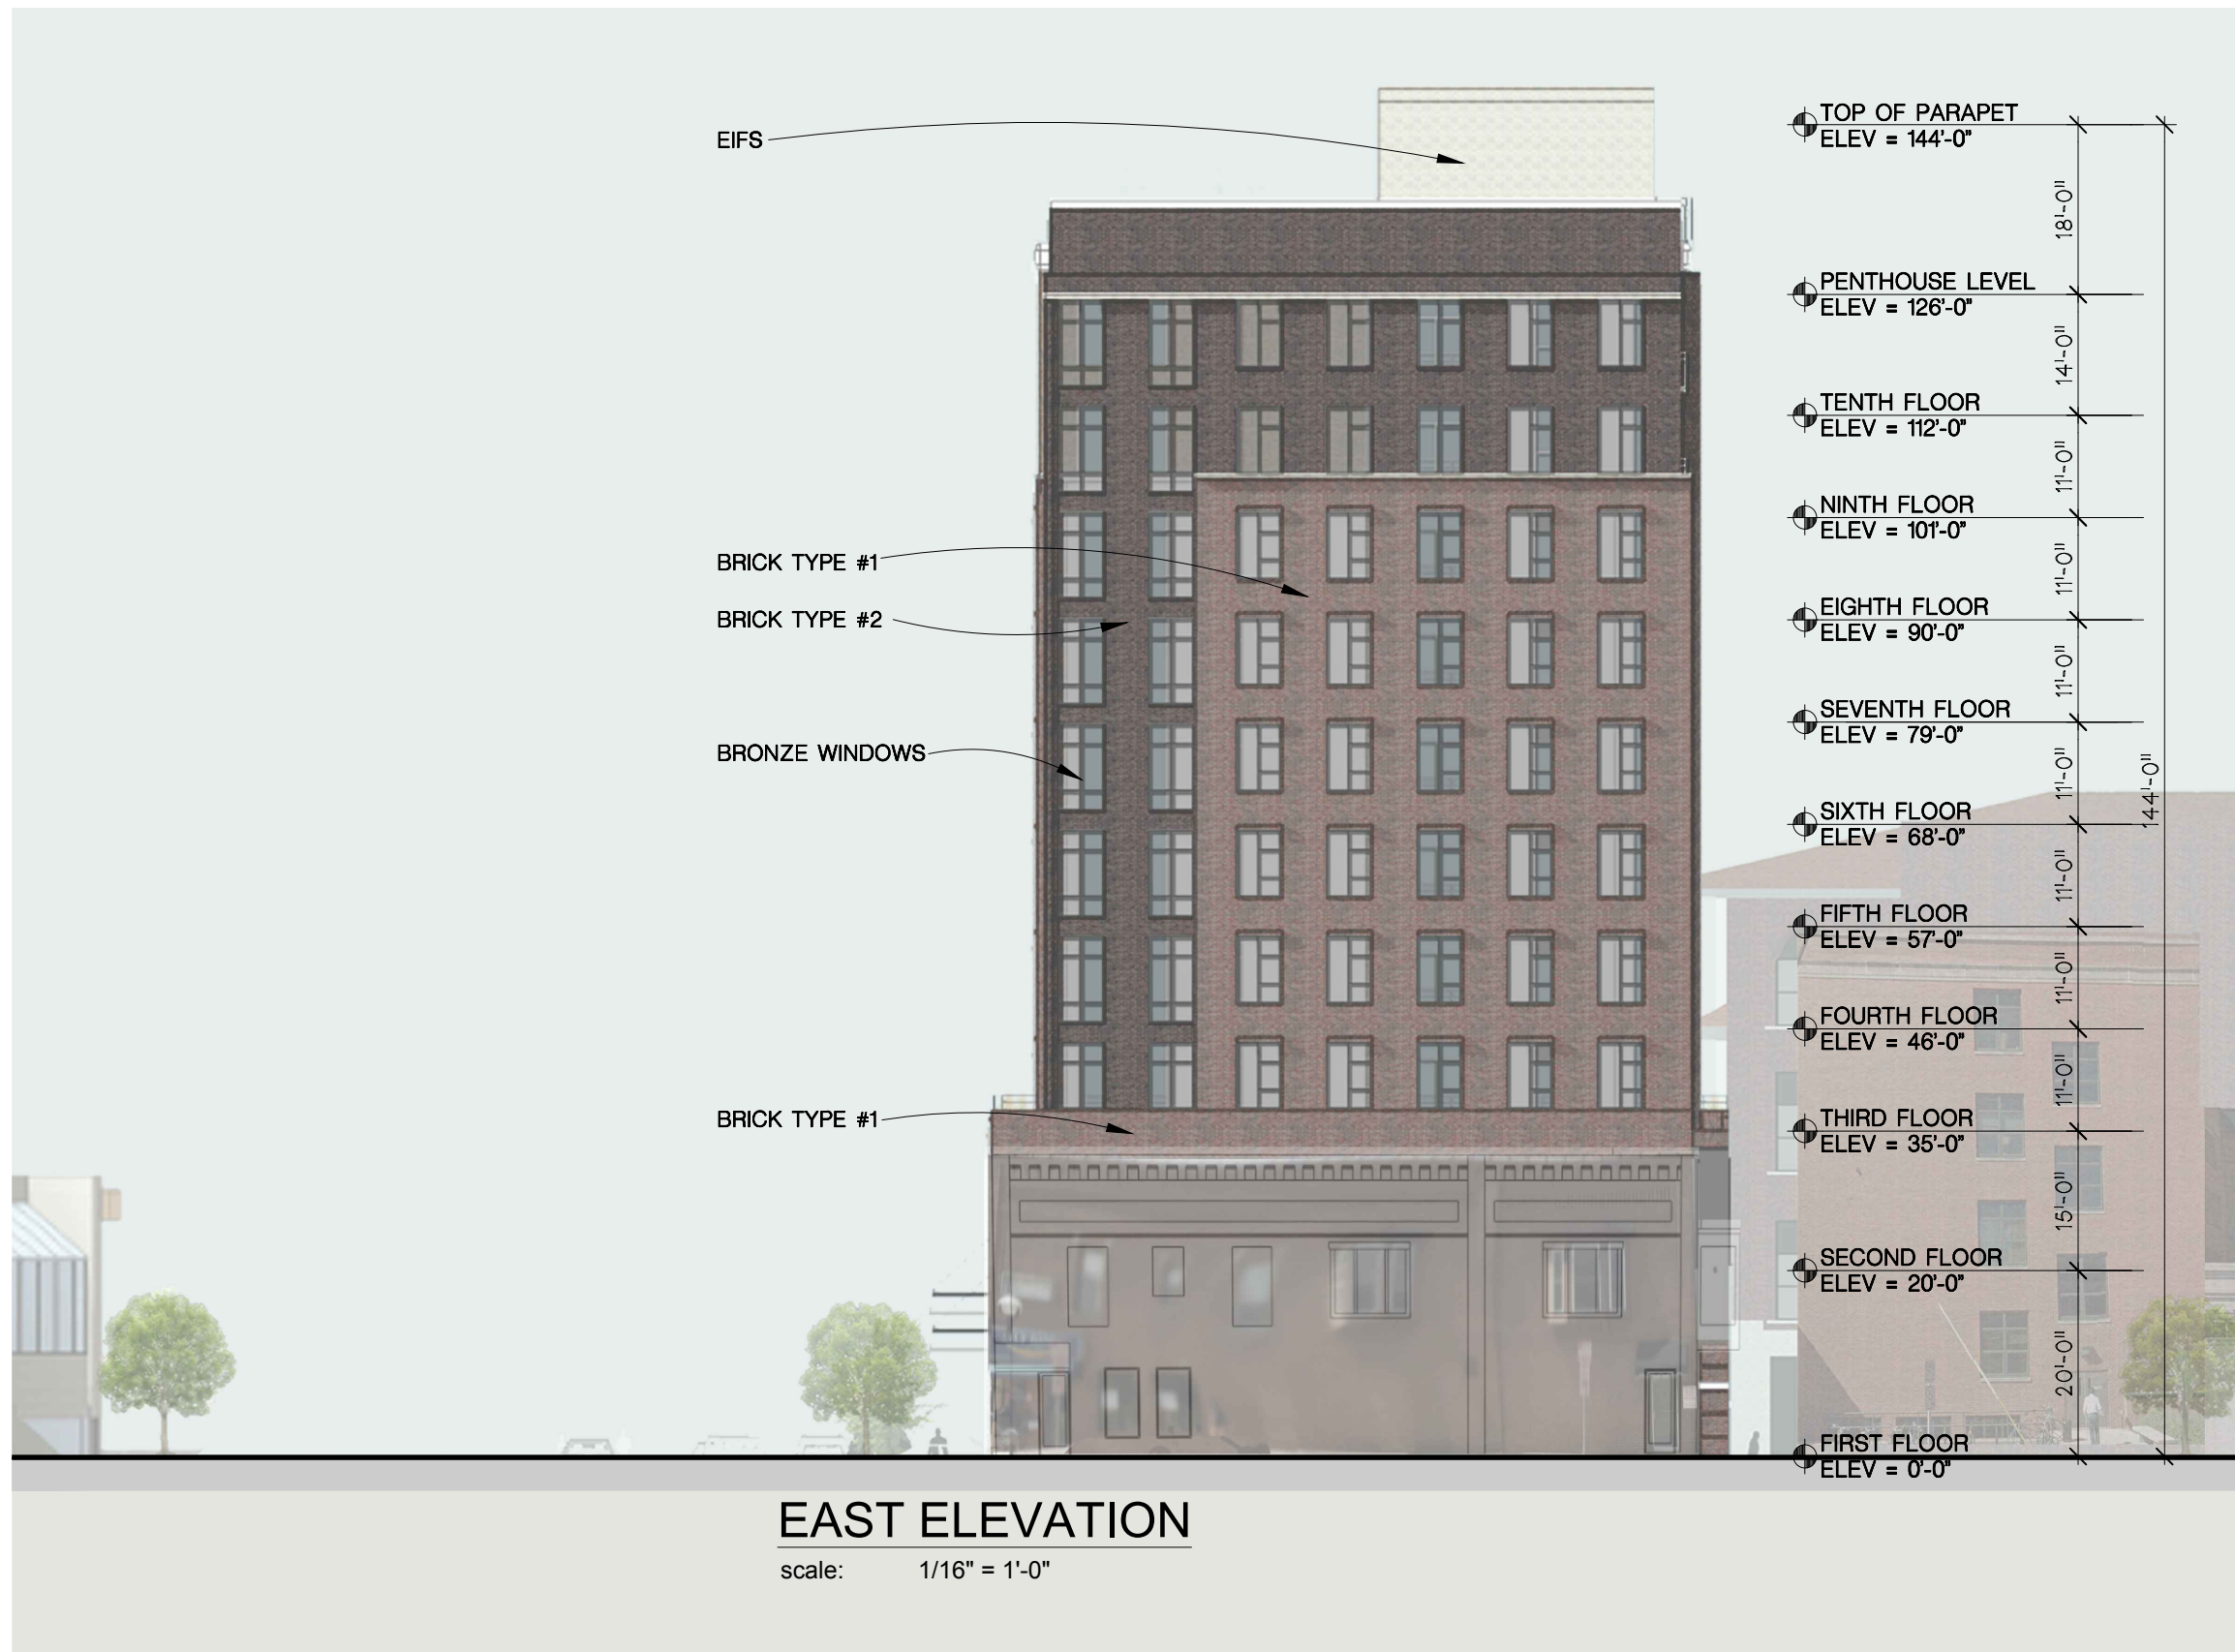 EIFS
BRICK TYPE #1
BRICK TYPE #2
BRONZE WINDOWS
BRICK TYPE #1
TOP OF PARAPET
ELEV = 144'-0"
18'-0"
PENTHOUSE LEVEL
ELEV = 126'-0"
14'-0"
TENTH FLOOR
ELEV = 112'-0"
11'-0"
NINTH FLOOR
ELEV = 101'-0"
11'-0"
EIGHTH FLOOR
ELEV = 90'-0"
11'-0"
SEVENTH FLOOR
ELEV = 79'-0"
11'-0"
144'-0"
SIXTH FLOOR
ELEV = 68'-0"
11'-0"
FIFTH FLOOR
ELEV = 57'-0"
11'-0"
FOURTH FLOOR
ELEV = 46'-0"
11'-0"
THIRD FLOOR
ELEV = 35'-0"
15'-0"
SECOND FLOOR
ELEV = 20'-0"
20'-0"
FIRST FLOOR
ELEV = 0'-0"
EAST ELEVATION
scale: 1/16" = 1'-0"